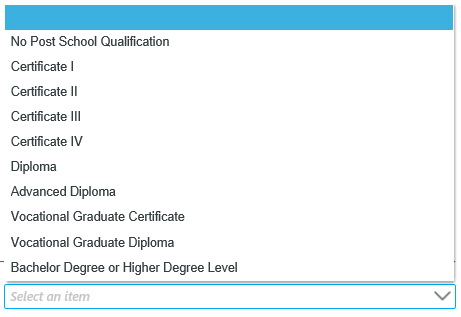 No Post School Qualification
Certificate I
Certificate II
Certificate III
Certificate IV
Diploma
Advanced Diploma
Vocational Graduate Certificate
Vocational Graduate Diploma
Bachelor Degree or Higher Degree Level
Select an item